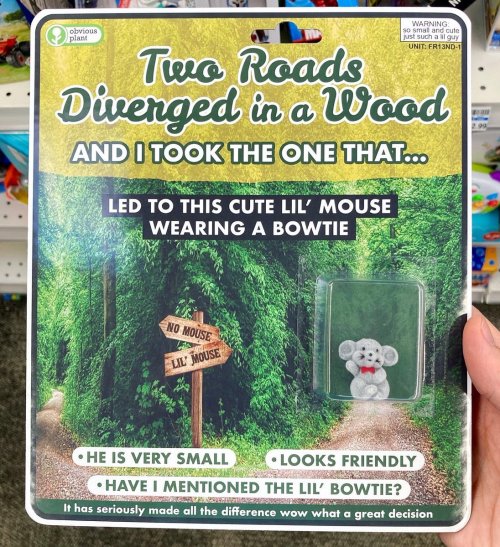 obvious
plant
WARNING:
so small and cute
just such a lil guy
UNIT: FR13ND-1
Two Roads
Diverged in a Wood
AND I TOOK THE ONE THAT...
LED TO THIS CUTE LIL' MOUSE
WEARING A BOWTIE
NO MOUSE
LIL' MOUSE
• HE IS VERY SMALL
• LOOKS FRIENDLY
• HAVE I MENTIONED THE LIL' BOWTIE?
It has seriously made all the difference wow what a great decision